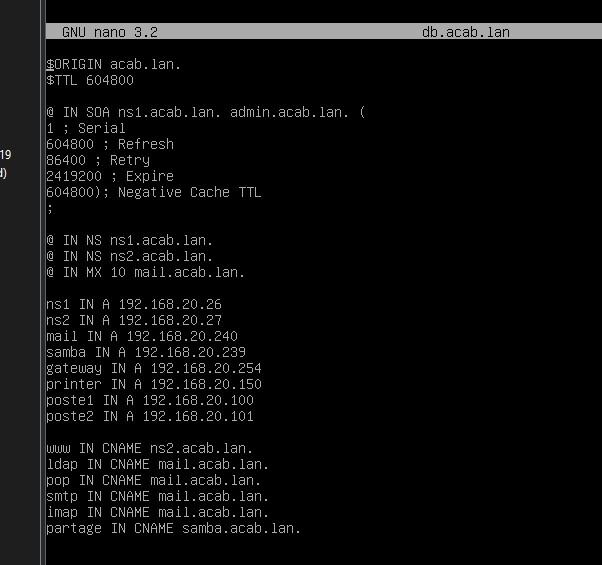 GNU nano 3.2 db.acab.lan
$ORIGIN acab.lan.
$TTL 604800
@ IN SOA ns1.acab.lan. admin.acab.lan. (
1 ; Serial
604800 ; Refresh
19
86400 ; Retry
d)
2419200 ; Expire
604800); Negative Cache TTL
;
@ IN NS ns1.acab.lan.
@ IN NS ns2.acab.lan.
@ IN MX 10 mail.acab.lan.
ns1 IN A 192.168.20.26
ns2 IN A 192.168.20.27
mail IN A 192.168.20.240
samba IN A 192.168.20.239
gateway IN A 192.168.20.254
printer IN A 192.168.20.150
poste1 IN A 192.168.20.100
poste2 IN A 192.168.20.101
www IN CNAME ns2.acab.lan.
ldap IN CNAME mail.acab.lan.
pop IN CNAME mail.acab.lan.
smtp IN CNAME mail.acab.lan.
imap IN CNAME mail.acab.lan.
partage IN CNAME samba.acab.lan.